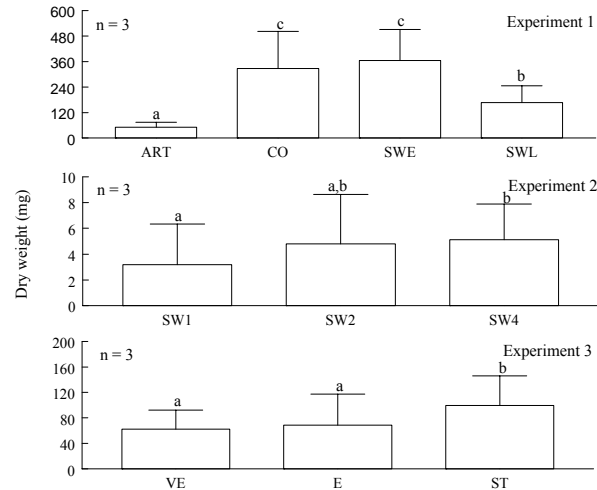 600
n = 3
Experiment 1
480
360
240
120
0
a
c
c
b
ART
CO
SWE
SWL
Dry weight (mg)
10
n = 3
Experiment 2
8
6
4
2
0
a
a,b
b
SW1
SW2
SW4
200
n = 3
Experiment 3
160
120
80
40
0
a
a
b
VE
E
ST